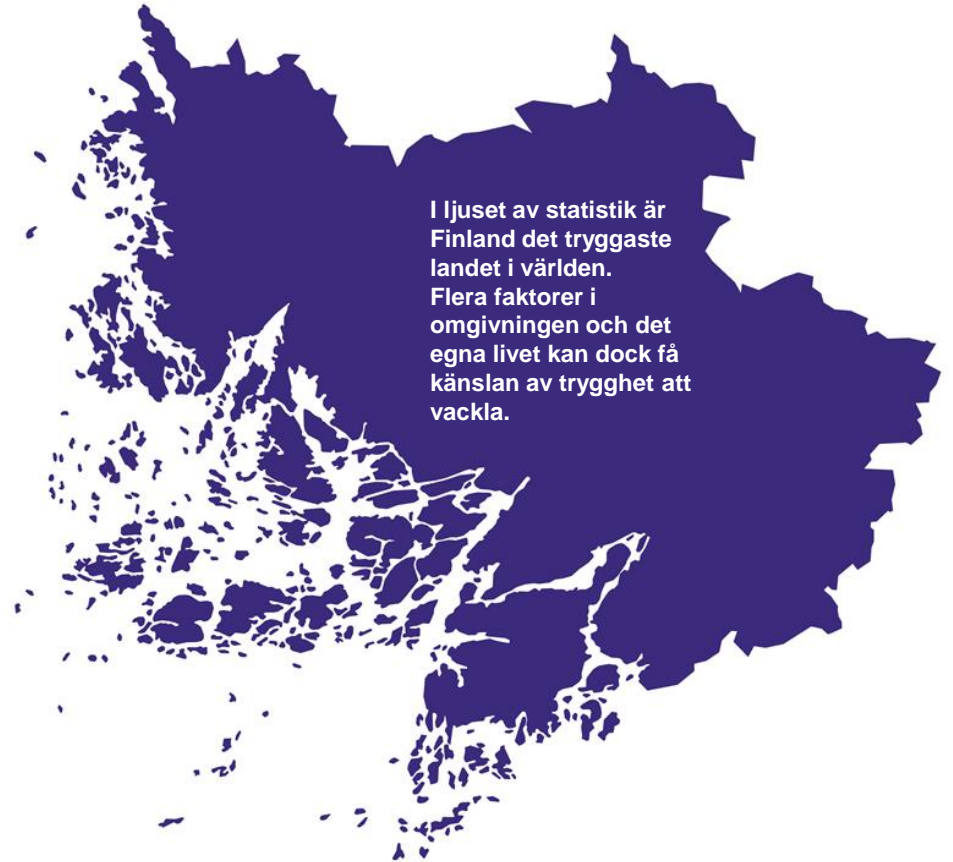 I ljuset av statistik är
Finland det tryggaste
landet i världen.
Flera faktorer i
omgivningen och det
egna livet kan dock få
känslan av trygghet att
vackla.